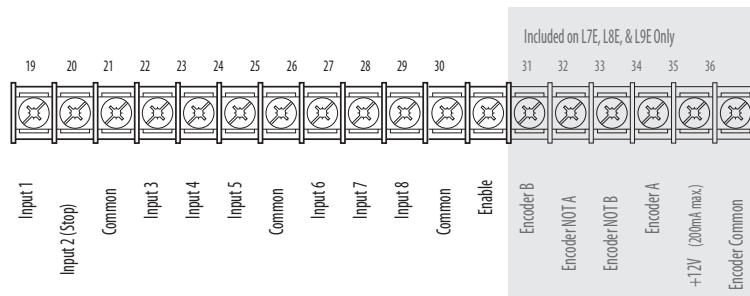 Included on L7E, L8E, & L9E Only
19 20 21 22 23 24 25 26 27 28 29 30 31 32 33 34 35 36
Input 1
Input 2 (Stop)
Common
Input 3
Input 4
Input 5
Common
Input 6
Input 7
Input 8
Common
Enable
Encoder B
Encoder NOT A
Encoder NOT B
Encoder A
+12V (200mA max.)
Encoder Common